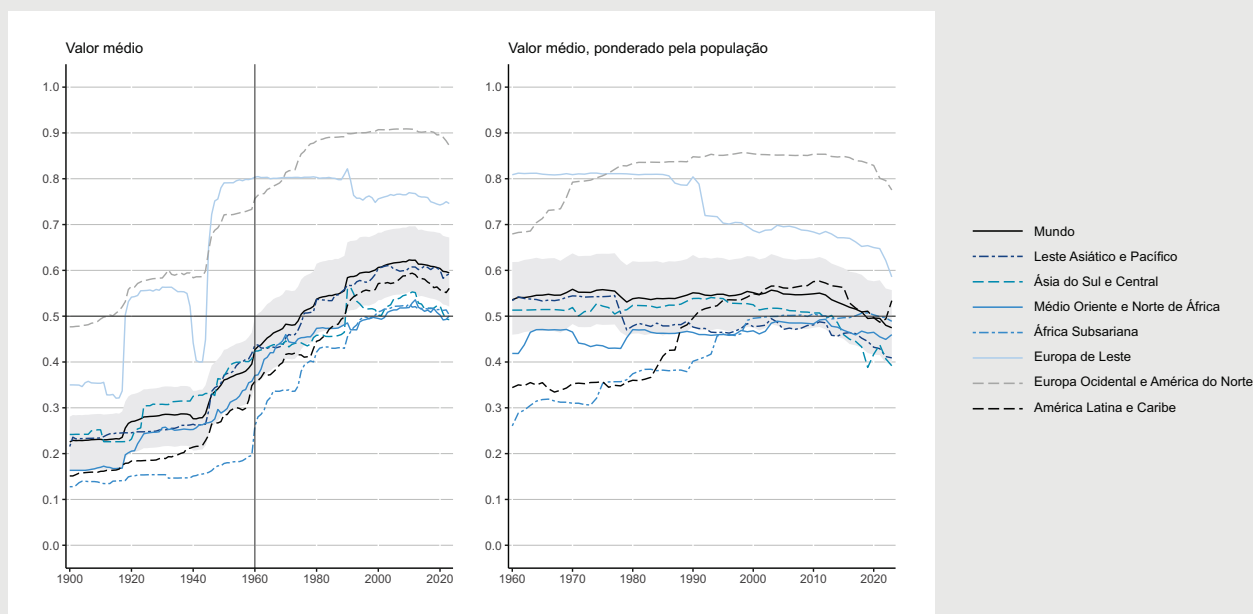 Valor médio
1.0
0.9
0.8
0.7
0.6
0.5
0.4
0.3
0.2
0.1
0.0
1900 1920 1940 1960 1980 2000 2020
Valor médio, ponderado pela população
1.0
0.9
0.8
0.7
0.6
0.5
0.4
0.3
0.2
0.1
0.0
1960 1970 1980 1990 2000 2010 2020
Mundo
Leste Asiático e Pacífico
Ásia do Sul e Central
Médio Oriente e Norte de África
África Subsariana
Europa de Leste
Europa Ocidental e América do Norte
América Latina e Caribe